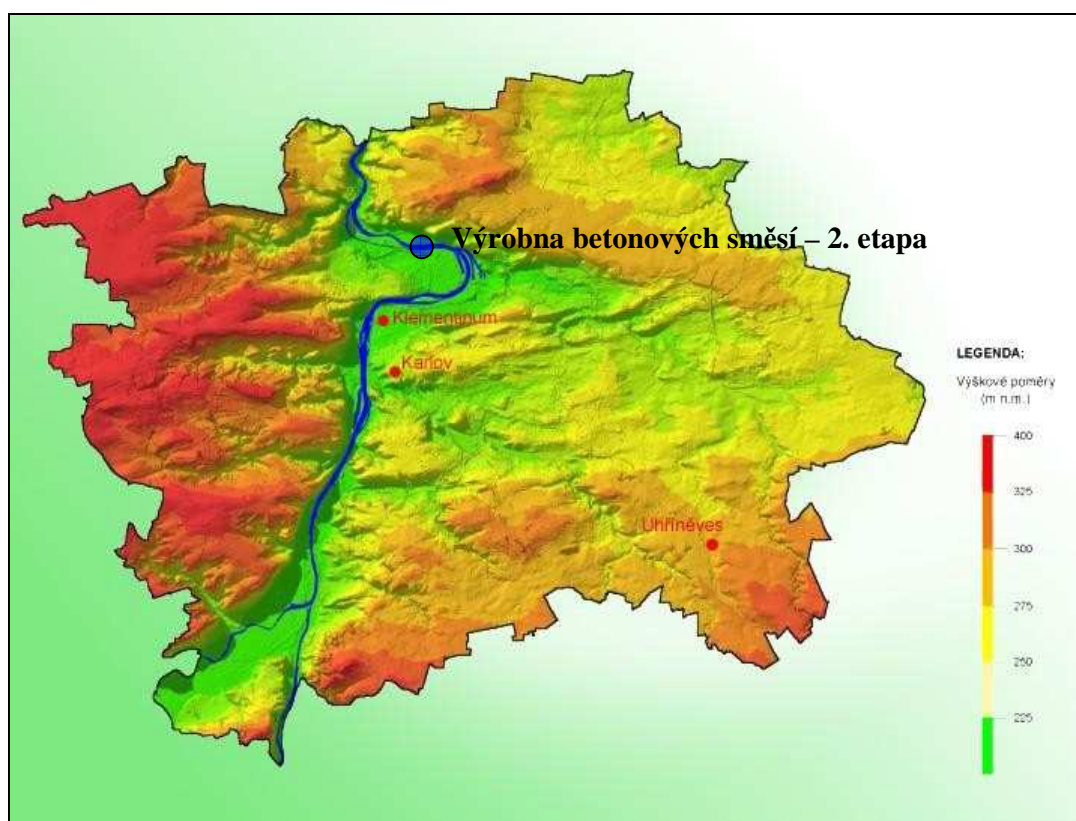 Výrobna betonových směsí – 2. etapa
Klementinum
Karlov
Uhříněves
LEGENDA:
Výškové poměry
(m n.m.)
400
325
300
275
250
225